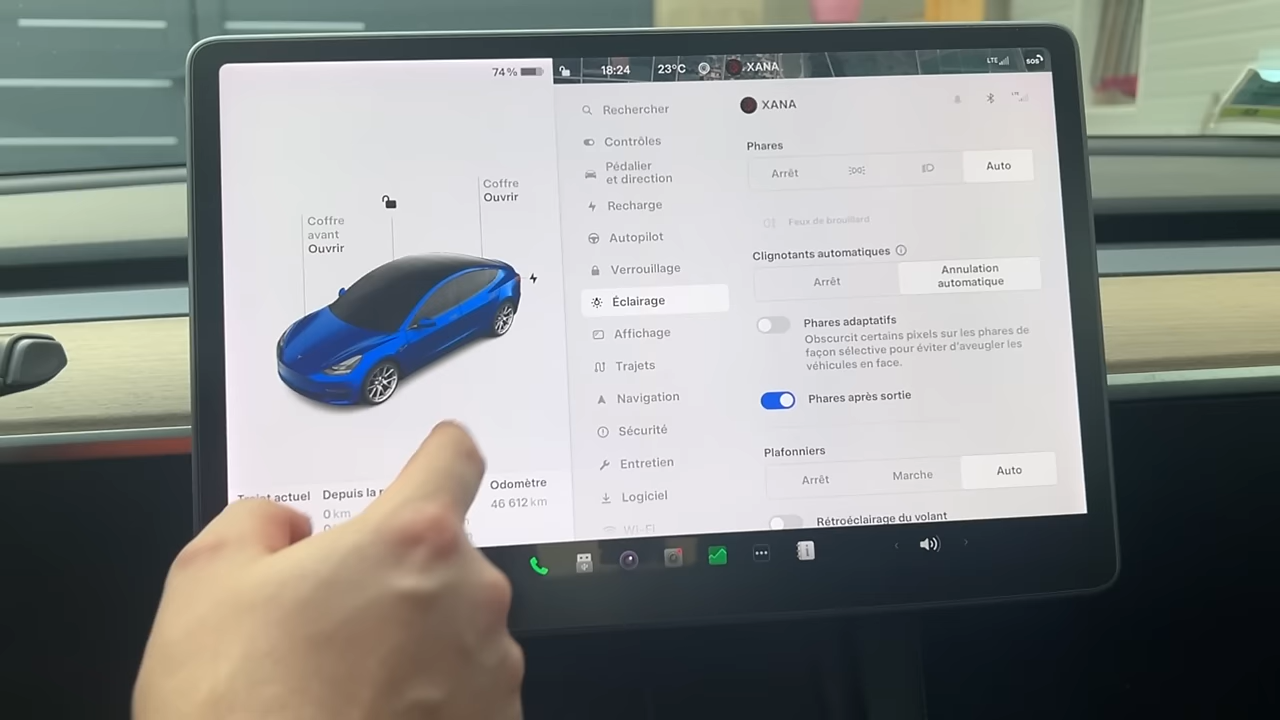 74%
18:24
23°C
XANA
LTE
SOS
Coffre
Ouvrir
Coffre
avant
Ouvrir
actuel
Depuis la
0 km
Odomètre
46 612 km
Rechercher
Contrôles
Pédalier
et direction
Recharge
Autopilot
Verrouillage
Éclairage
Affichage
Trajets
Navigation
Sécurité
Entretien
Logiciel
Wi-Fi
XANA
LTE
Phares
Arrêt
Auto
Feux de brouillard
Clignotants automatiques
Arrêt
Annulation
automatique
Phares adaptatifs
Obscurcit certains pixels sur les phares de
façon sélective pour éviter d'aveugler les
véhicules en face.
Phares après sortie
Plafonniers
Arrêt
Marche
Auto
Rétroéclairage du volant